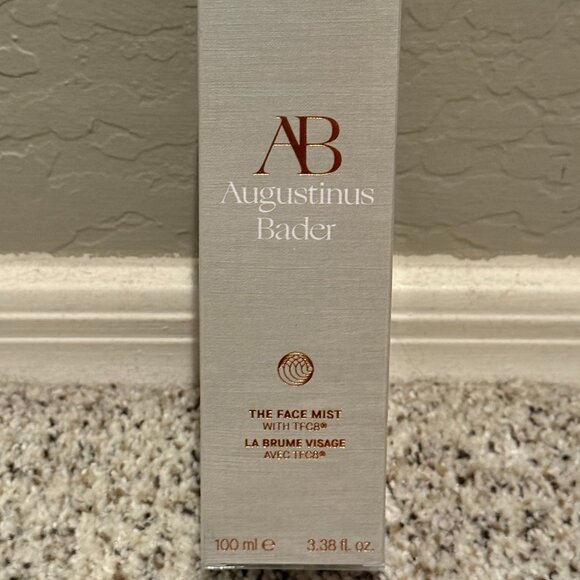 AB
Augustinus
Bader
THE FACE MIST
WITH TFC8®
LA BRUME VISAGE
AVEC TFC8®
100 ml ℮ 3.38 fl. oz.